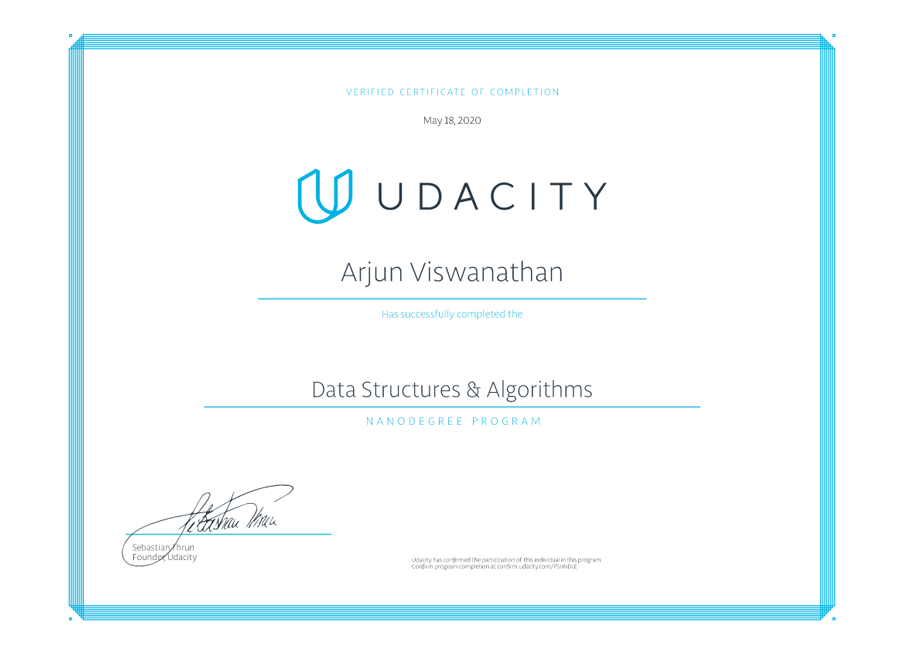 VERIFIED CERTIFICATE OF COMPLETION
May 18, 2020
UDACITY
Arjun Viswanathan
Has successfully completed the
Data Structures & Algorithms
NANODEGREE PROGRAM
Sebastian Thrun
Sebastian Thrun
Founder, Udacity
Udacity has confirmed the participation of this individual in this program.
Confirm program completion at confirm.udacity.com/